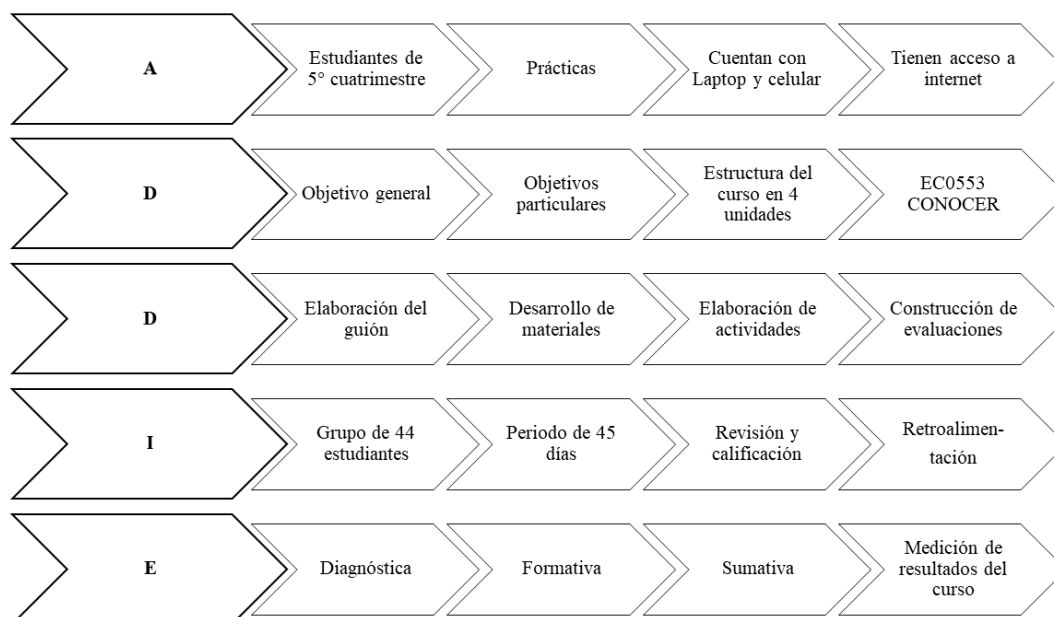 A
Estudiantes de
5° cuatrimestre
Prácticas
Cuentan con
Laptop y celular
Tienen acceso a
internet
D
Objetivo general
Objetivos
particulares
Estructura del
curso en 4
unidades
EC0553
CONOCER
D
Elaboración del
guión
Desarrollo de
materiales
Elaboración de
actividades
Construcción de
evaluaciones
I
Grupo de 44
estudiantes
Periodo de 45
días
Revisión y
calificación
Retroalimen-
tación
E
Diagnóstica
Formativa
Sumativa
Medición de
resultados del
curso